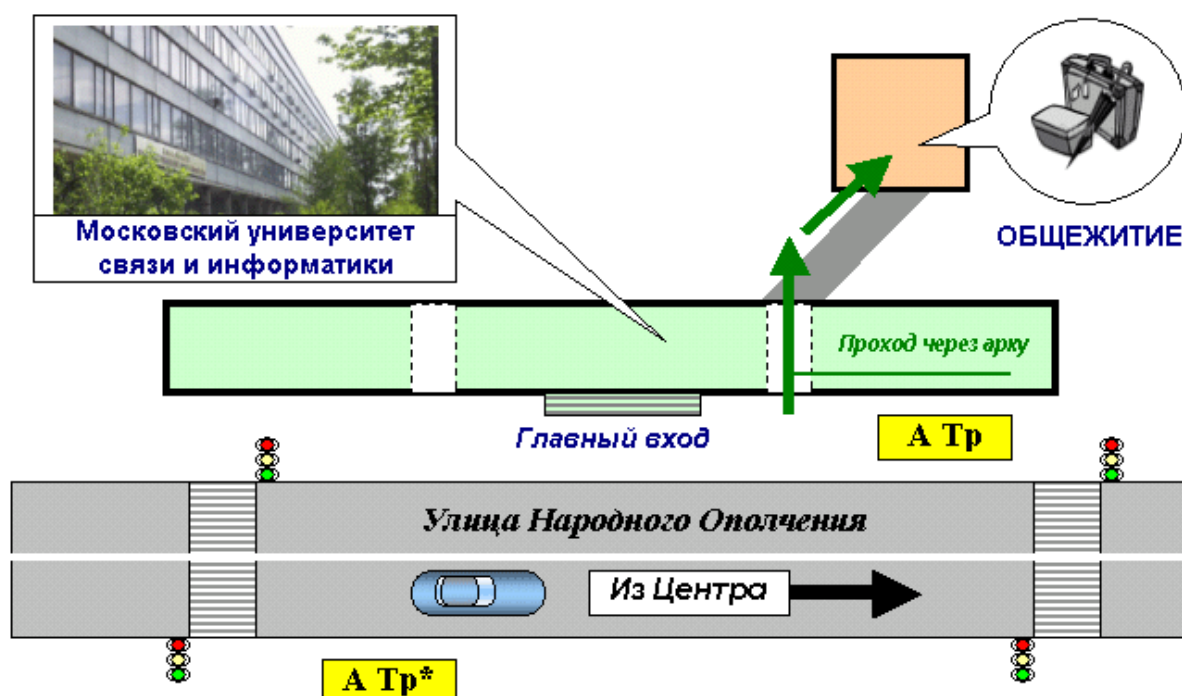 Московский университет
связи и информатики
ОБЩЕЖИТИЕ
Проход через арку
Главный вход
А Тр
Улица Народного Ополчения
Из Центра
А Тр*